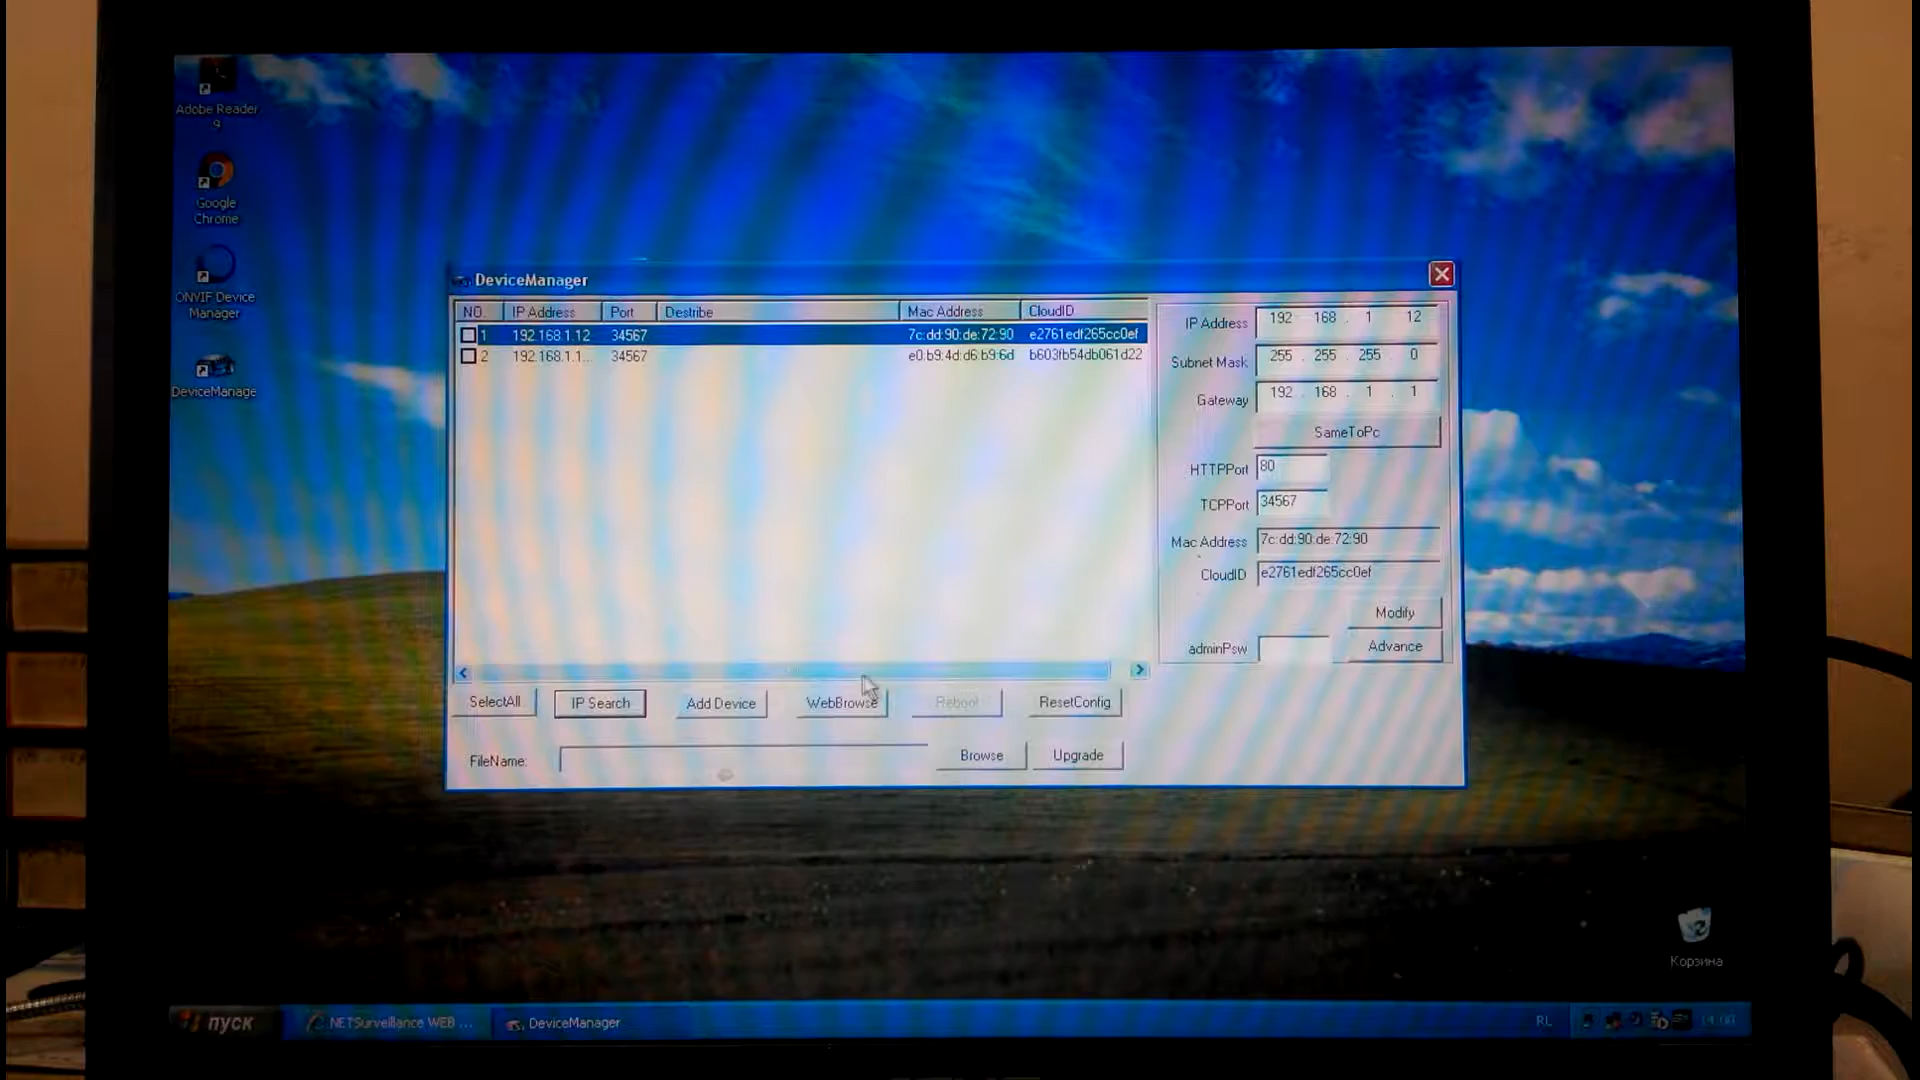 Adobe Reader
9
Google
Chrome
ONVIF Device
Manager
DeviceManage
DeviceManager
NO. IP Address Port Destribe Mac Address CloudID
1 192.168.1.12 34567 7c:dd:90:de:72:90 e2761edf265cc0ef
2 192.168.1.1... 34567 e0:b9:4d:d6:b9:6d b603fb54db061d22
IP Address 192 . 168 . 1 . 12
Subnet Mask 255 . 255 . 255 . 0
Gateway 192 . 168 . 1 . 1
SameToPc
HTTPPort 80
TCPPort 34567
Mac Address 7c:dd:90:de:72:90
CloudID e2761edf265cc0ef
Modify
adminPsw Advance
SelectAll IP Search Add Device WebBrowse Reboot ResetConfig
FileName: Browse Upgrade
Корзина
пуск NETSurveillance WEB ... DeviceManager RL